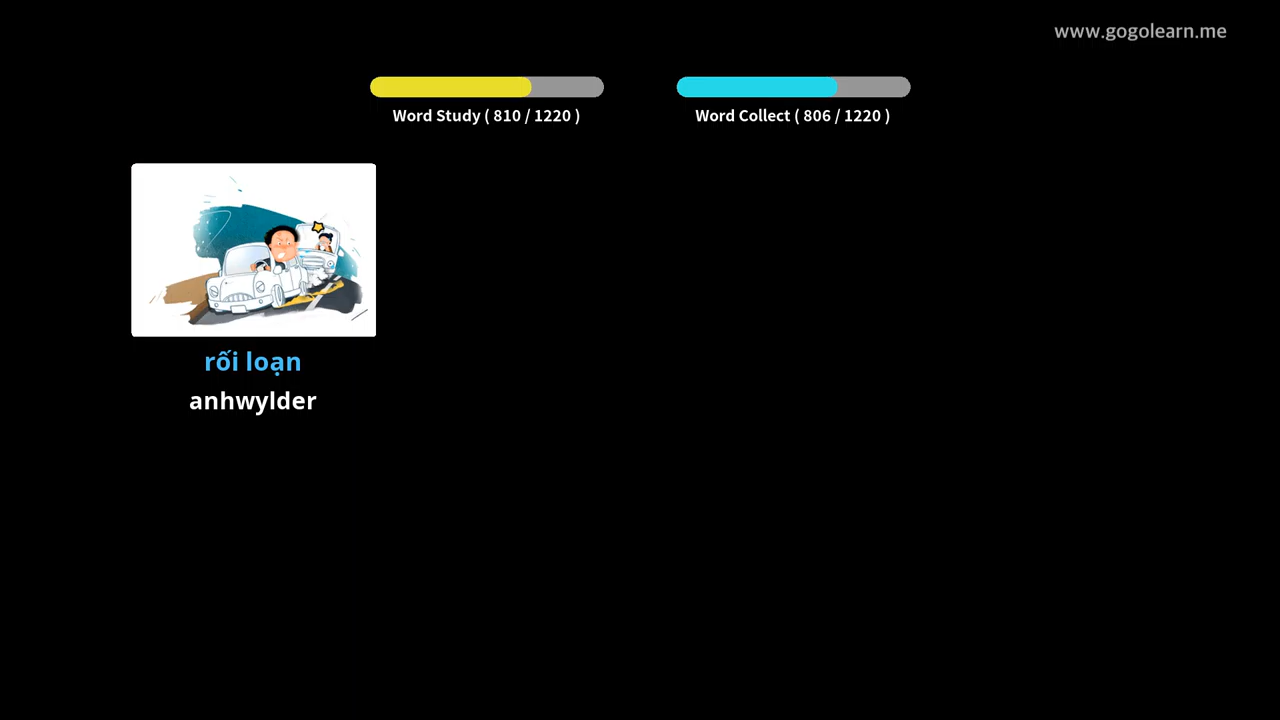 www.gogolearn.me
Word Study ( 810 / 1220 )
Word Collect ( 806 / 1220 )
rối loạn
anhwylder